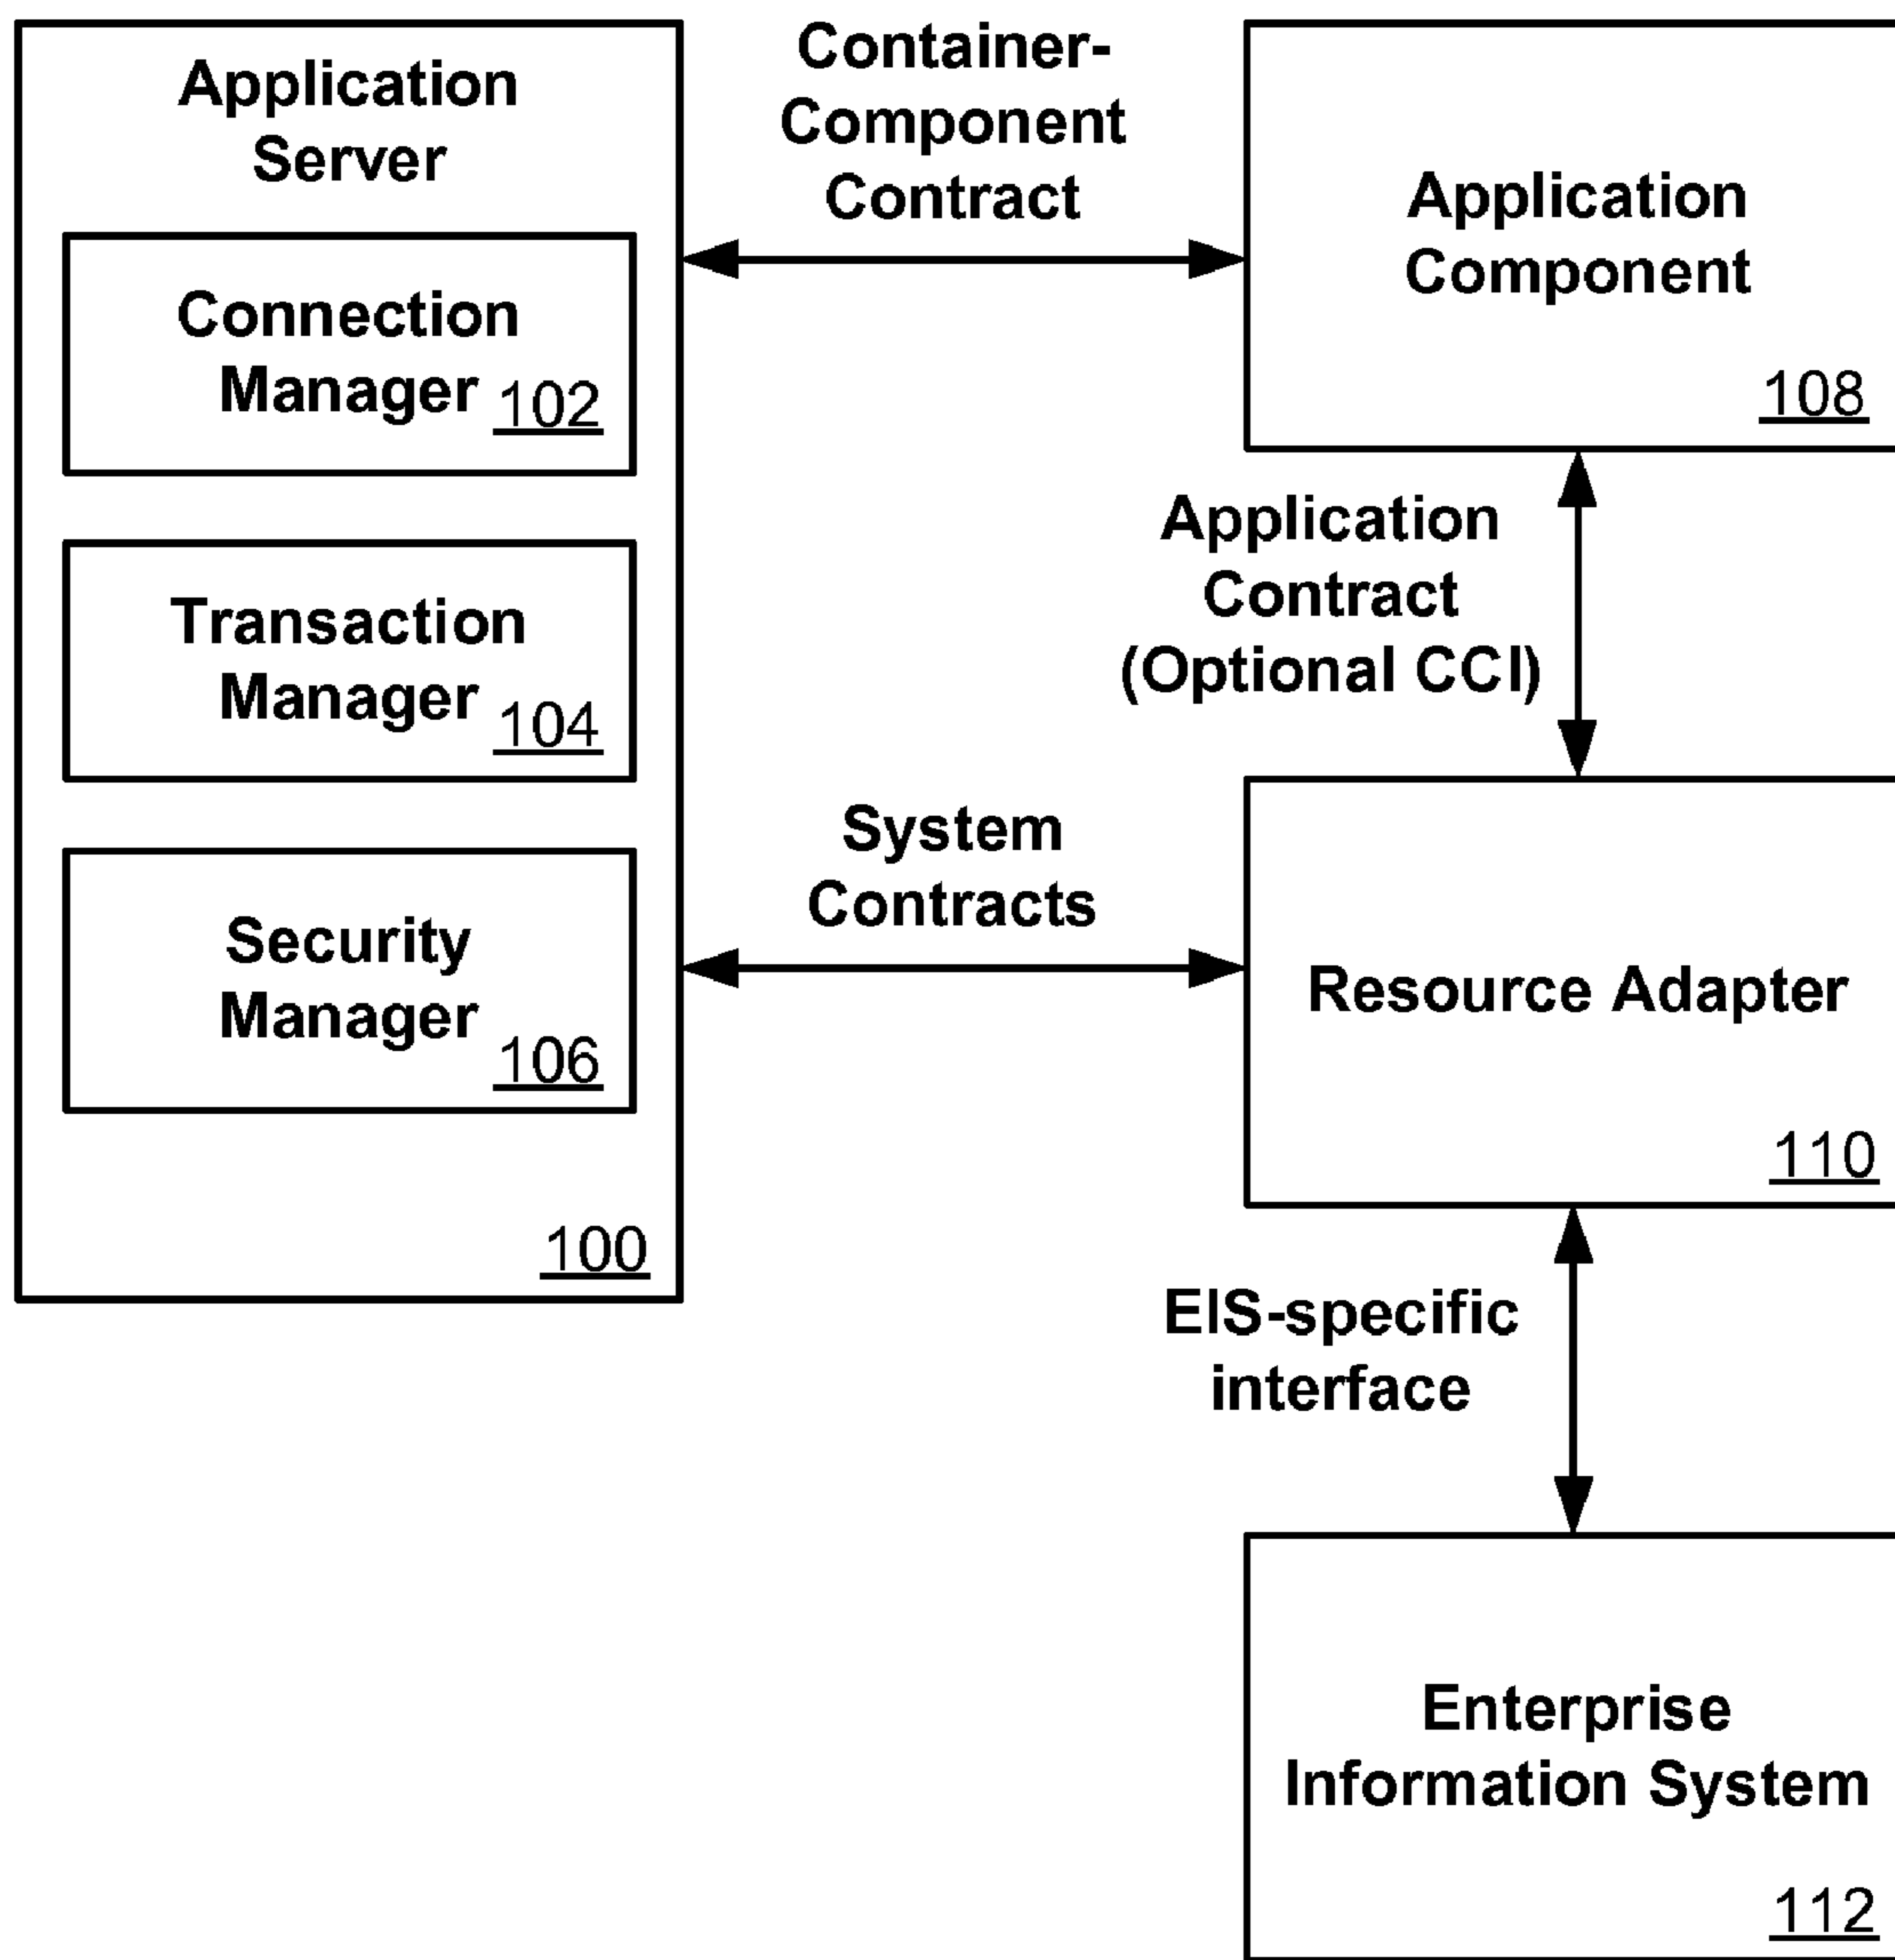 Application
Server
Connection
Manager 102
Transaction
Manager 104
Security
Manager 106
100
Container-
Component
Contract
Application
Component
108
Application
Contract
(Optional CCI)
System
Contracts
Resource Adapter
110
EIS-specific
interface
Enterprise
Information System
112